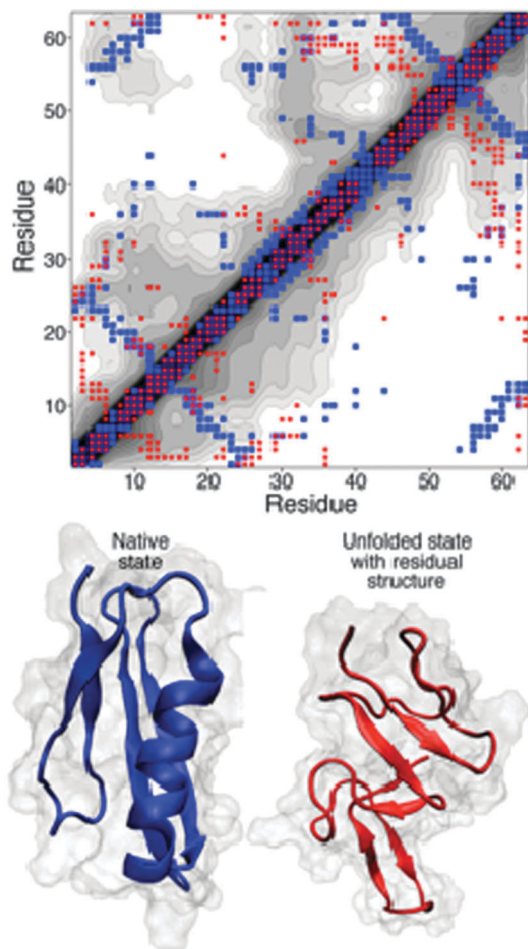 60
50
40
30
20
10
Residue
10 20 30 40 50 60
Residue
Native
state
Unfolded state
with residual
structure